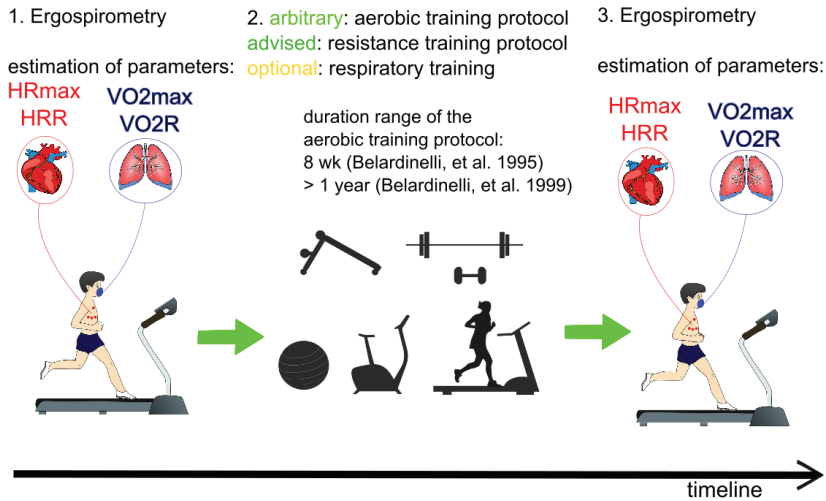 1. Ergospirometry
estimation of parameters:
HRmax
HRR
VO2max
VO2R
2. arbitrary: aerobic training protocol
advised: resistance training protocol
optional: respiratory training
duration range of the
aerobic training protocol:
8 wk (Belardinelli, et al. 1995)
> 1 year (Belardinelli, et al. 1999)
3. Ergospirometry
estimation of parameters:
HRmax
HRR
VO2max
VO2R
timeline